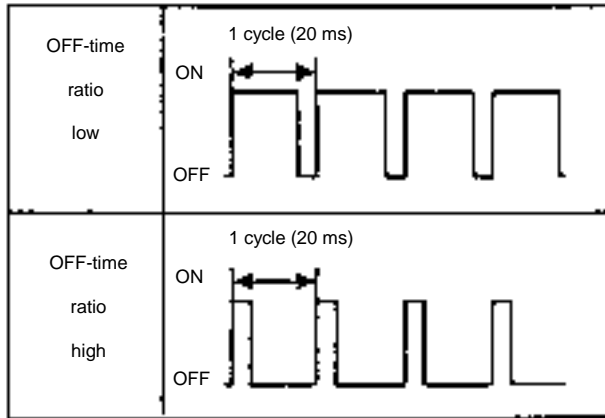 OFF-time
ratio
low
1 cycle (20 ms)
ON
OFF
OFF-time
ratio
high
1 cycle (20 ms)
ON
OFF